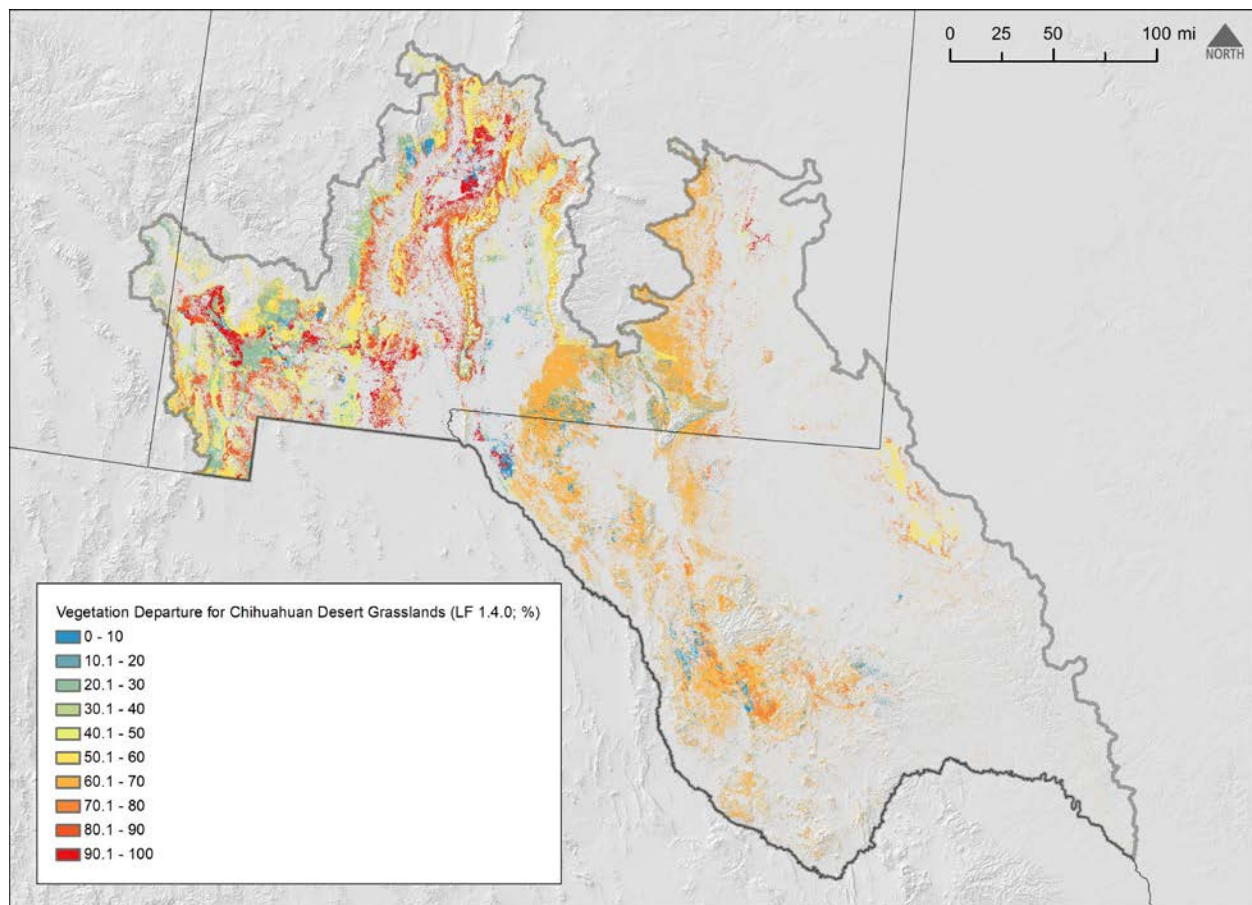 0 25 50 100 mi
NORTH
Vegetation Departure for Chihuahuan Desert Grasslands (LF 1.4.0; %)
0 - 10
10.1 - 20
20.1 - 30
30.1 - 40
40.1 - 50
50.1 - 60
60.1 - 70
70.1 - 80
80.1 - 90
90.1 - 100